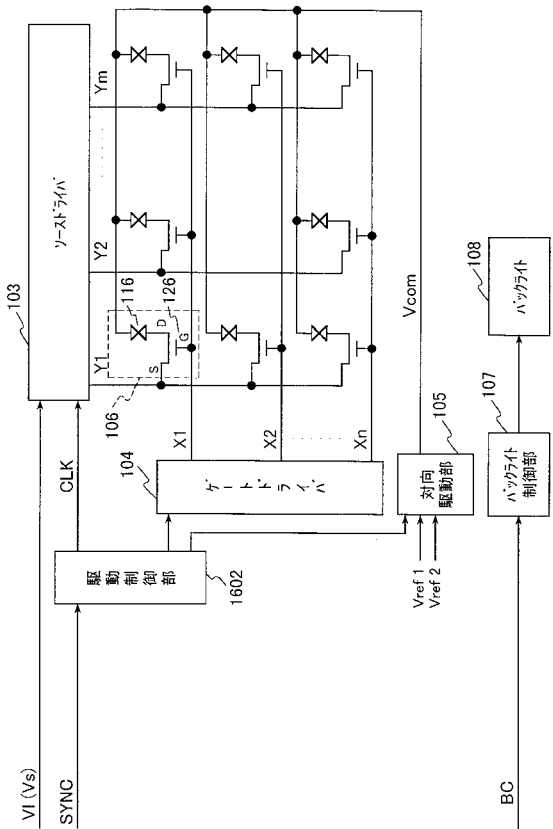 103
ソースドライバ
Y1
Y2
Ym
116
126
D
G
S
106
VI (Vs)
SYNC
CLK
駆動制御部
1602
104
ゲートドライバ
X1
X2
Xn
Vcom
105
対向
駆動部
Vref 1
Vref 2
107
バックライト
制御部
108
バックライト
BC